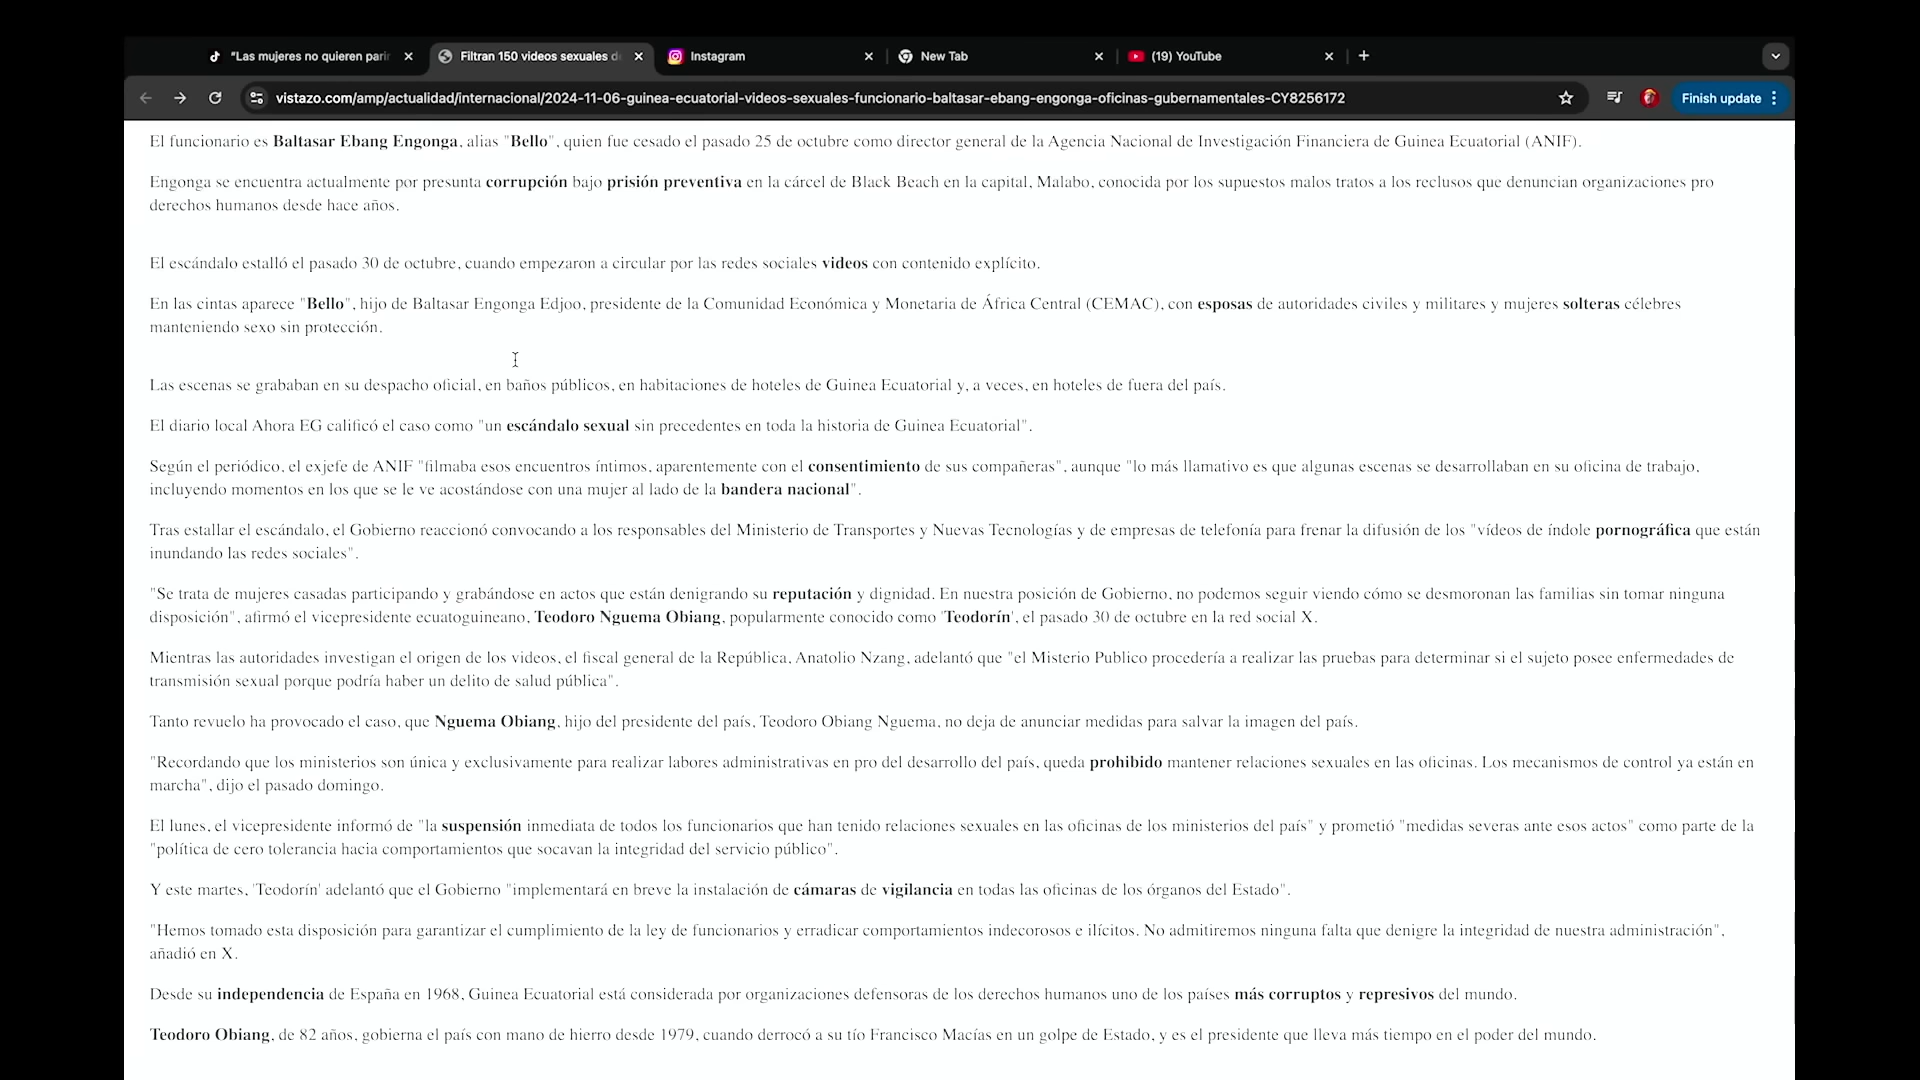 "Las mujeres no quieren parir
Filtran 150 videos sexuales d
Instagram
New Tab
(19) YouTube
vistazo.com/amp/actualidad/internacional/2024-11-06-guinea-ecuatorial-videos-sexuales-funcionario-baltasar-ebang-engonga-oficinas-gubernamentales-CY8256172
Finish update
El funcionario es Baltasar Ebang Engonga, alias "Bello", quien fue cesado el pasado 25 de octubre como director general de la Agencia Nacional de Investigación Financiera de Guinea Ecuatorial (ANIF).
Engonga se encuentra actualmente por presunta corrupción bajo prisión preventiva en la cárcel de Black Beach en la capital, Malabo, conocida por los supuestos malos tratos a los reclusos que denuncian organizaciones pro
derechos humanos desde hace años.
El escándalo estalló el pasado 30 de octubre, cuando empezaron a circular por las redes sociales videos con contenido explícito.
En las cintas aparece "Bello", hijo de Baltasar Engonga Edjoo, presidente de la Comunidad Económica y Monetaria de África Central (CEMAC), con esposas de autoridades civiles y militares y mujeres solteras célebres
manteniendo sexo sin protección.
Las escenas se grababan en su despacho oficial, en baños públicos, en habitaciones de hoteles de Guinea Ecuatorial y, a veces, en hoteles de fuera del país.
El diario local Ahora EG calificó el caso como "un escándalo sexual sin precedentes en toda la historia de Guinea Ecuatorial".
Según el periódico, el exjefe de ANIF "filmaba esos encuentros íntimos, aparentemente con el consentimiento de sus compañeras", aunque "lo más llamativo es que algunas escenas se desarrollaban en su oficina de trabajo,
incluyendo momentos en los que se le ve acostándose con una mujer al lado de la bandera nacional".
Tras estallar el escándalo, el Gobierno reaccionó convocando a los responsables del Ministerio de Transportes y Nuevas Tecnologías y de empresas de telefonía para frenar la difusión de los "vídeos de índole pornográfica que están
inundando las redes sociales".
"Se trata de mujeres casadas participando y grabándose en actos que están denigrando su reputación y dignidad. En nuestra posición de Gobierno, no podemos seguir viendo cómo se desmoronan las familias sin tomar ninguna
disposición", afirmó el vicepresidente ecuatoguineano, Teodoro Nguema Obiang, popularmente conocido como 'Teodorín', el pasado 30 de octubre en la red social X.
Mientras las autoridades investigan el origen de los videos, el fiscal general de la República, Anatolio Nzang, adelantó que "el Misterio Publico procedería a realizar las pruebas para determinar si el sujeto posee enfermedades de
transmisión sexual porque podría haber un delito de salud pública".
Tanto revuelo ha provocado el caso, que Nguema Obiang, hijo del presidente del país, Teodoro Obiang Nguema, no deja de anunciar medidas para salvar la imagen del país.
"Recordando que los ministerios son única y exclusivamente para realizar labores administrativas en pro del desarrollo del país, queda prohibido mantener relaciones sexuales en las oficinas. Los mecanismos de control ya están en
marcha", dijo el pasado domingo.
El lunes, el vicepresidente informó de "la suspensión inmediata de todos los funcionarios que han tenido relaciones sexuales en las oficinas de los ministerios del país" y prometió "medidas severas ante esos actos" como parte de la
"política de cero tolerancia hacia comportamientos que socavan la integridad del servicio público".
Y este martes, 'Teodorín' adelantó que el Gobierno "implementará en breve la instalación de cámaras de vigilancia en todas las oficinas de los órganos del Estado".
"Hemos tomado esta disposición para garantizar el cumplimiento de la ley de funcionarios y erradicar comportamientos indecorosos e ilícitos. No admitiremos ninguna falta que denigre la integridad de nuestra administración",
añadió en X.
Desde su independencia de España en 1968, Guinea Ecuatorial está considerada por organizaciones defensoras de los derechos humanos uno de los países más corruptos y represivos del mundo.
Teodoro Obiang, de 82 años, gobierna el país con mano de hierro desde 1979, cuando derrocó a su tío Francisco Macías en un golpe de Estado, y es el presidente que lleva más tiempo en el poder del mundo.